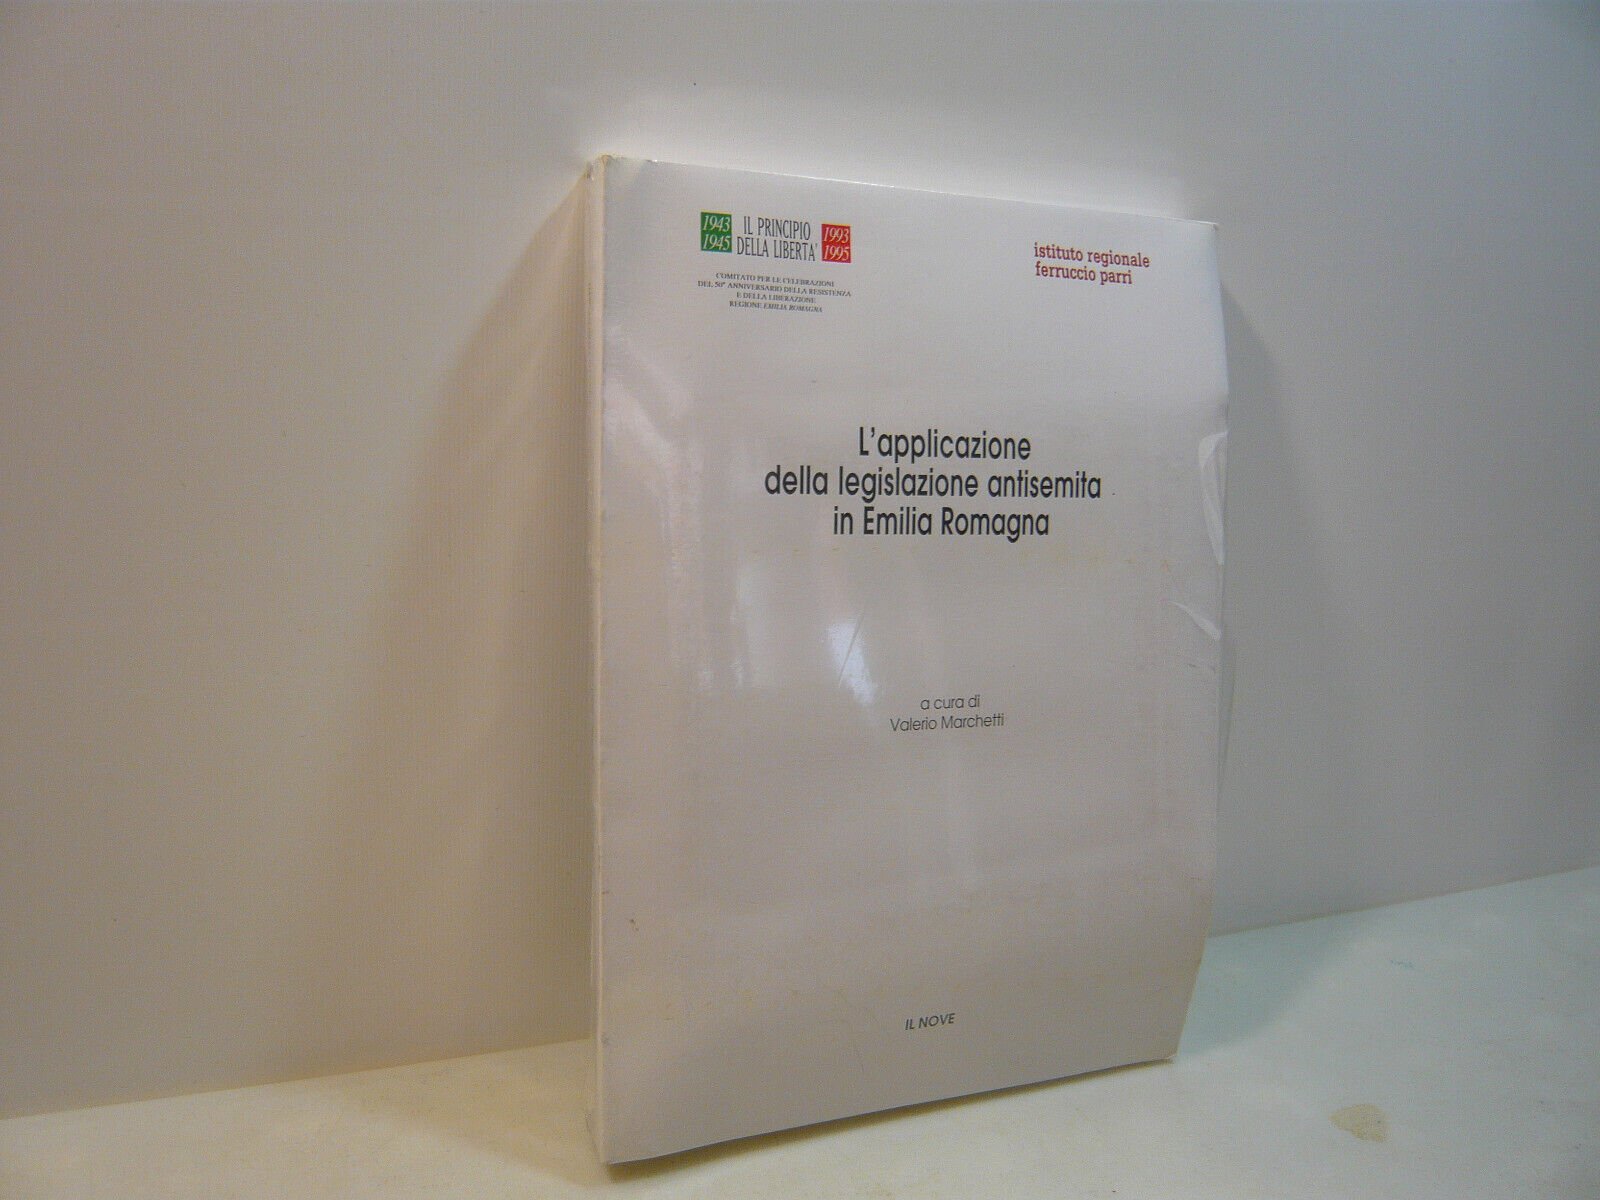 1943
1945
IL PRINCIPIO
DELLA LIBERTA'
1993
1995
COMITATO PER LE CELEBRAZIONI
DEL 50° ANNIVERSARIO DELLA RESISTENZA
E DELLA LIBERAZIONE
REGIONE EMILIA ROMAGNA
istituto regionale
ferruccio parri
L'applicazione
della legislazione antisemita
in Emilia Romagna
a cura di
Valerio Marchetti
IL NOVE